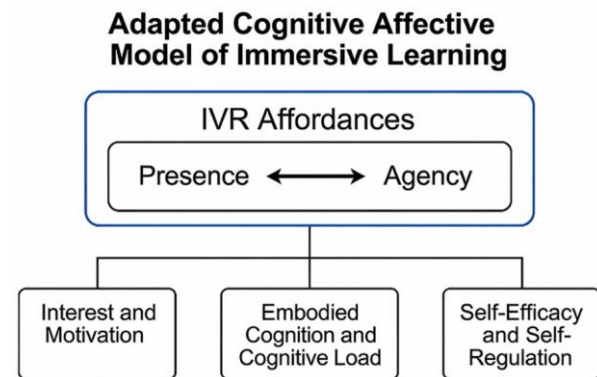 Adapted Cognitive Affective
Model of Immersive Learning
IVR Affordances
Presence Agency
Interest and
Motivation
Embodied
Cognition and
Cognitive Load
Self-Efficacy
and Self-
Regulation